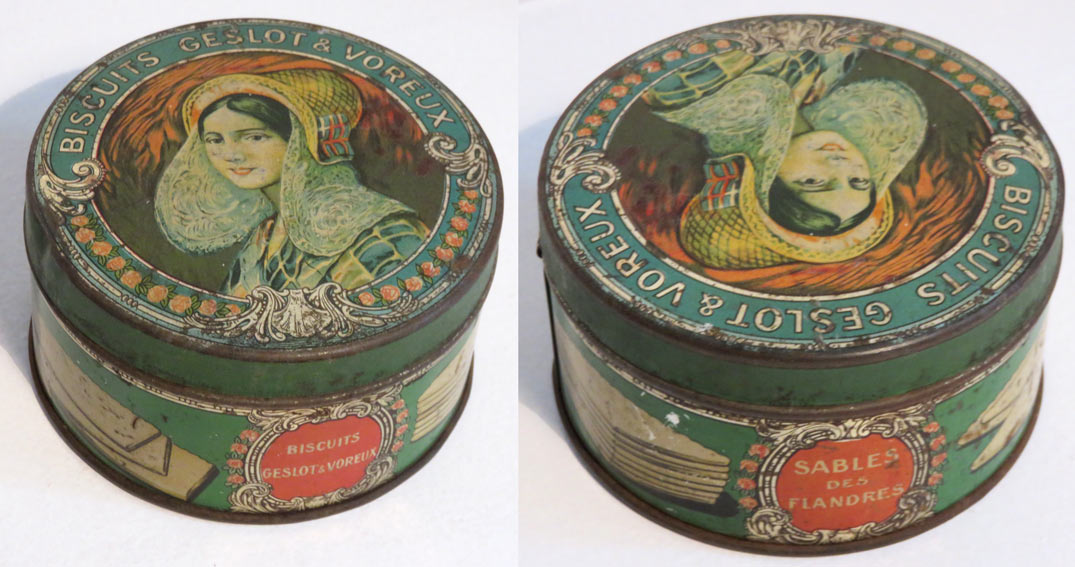 BISCUITS GESLOT & VOREUX
BISCUITS
GESLOT & VOREUX
BISCUITS GESLOT & VOREUX
SABLES
DES
FLANDRES